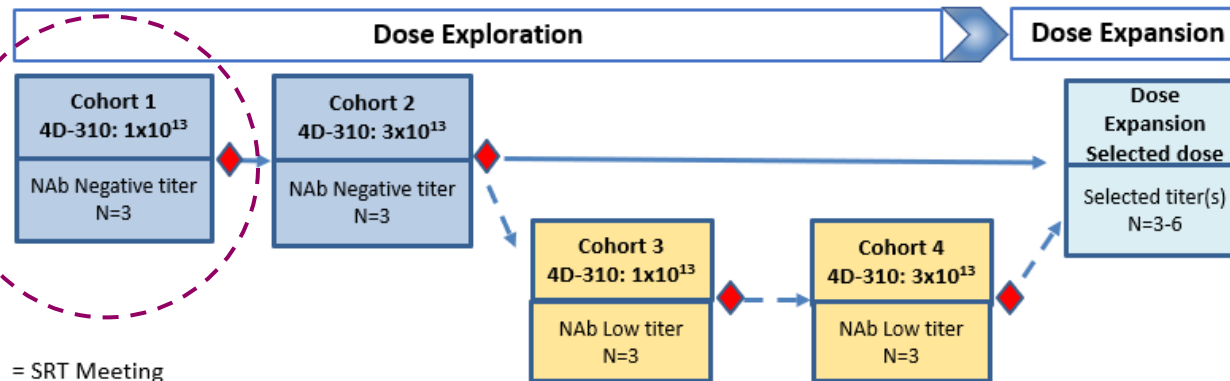 Dose Exploration
Dose Expansion
Cohort 1
4D-310: 1x10¹³
NAb Negative titer
N=3
Cohort 2
4D-310: 3x10¹³
NAb Negative titer
N=3
Dose
Expansion
Selected dose
Selected titer(s)
N=3-6
Cohort 3
4D-310: 1x10¹³
NAb Low titer
N=3
Cohort 4
4D-310: 3x10¹³
NAb Low titer
N=3
= SRT Meeting